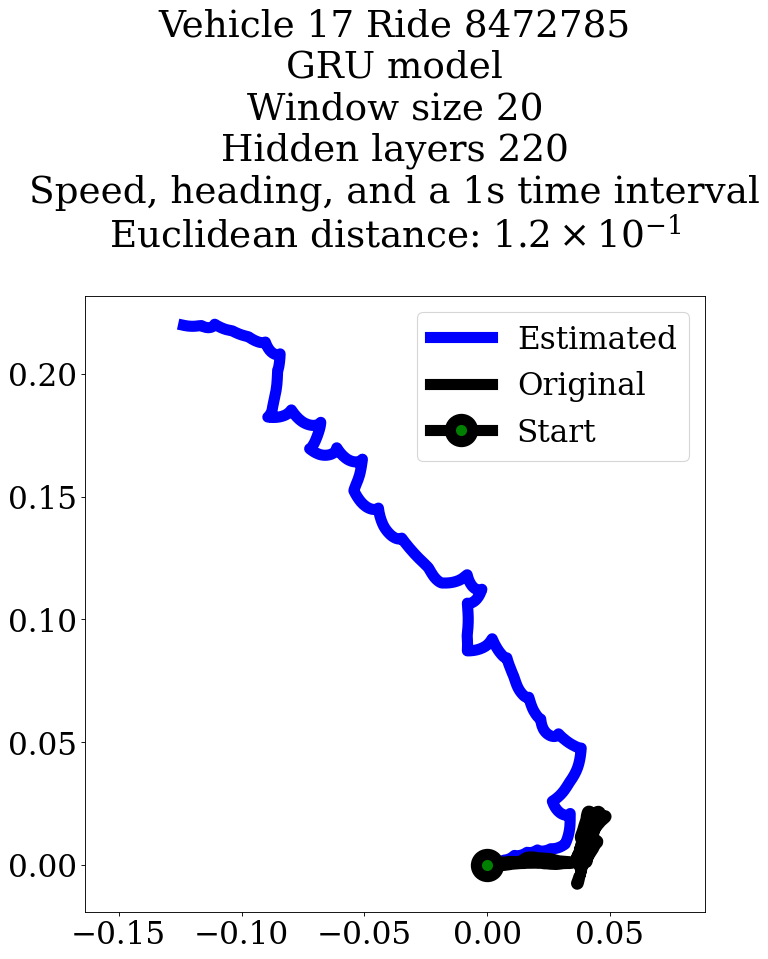 Vehicle 17 Ride 8472785
GRU model
Window size 20
Hidden layers 220
Speed, heading, and a 1s time interval
Euclidean distance: 1.2 × 10⁻¹
Estimated
Original
Start
0.20
0.15
0.10
0.05
0.00
−0.15 −0.10 −0.05 0.00 0.05